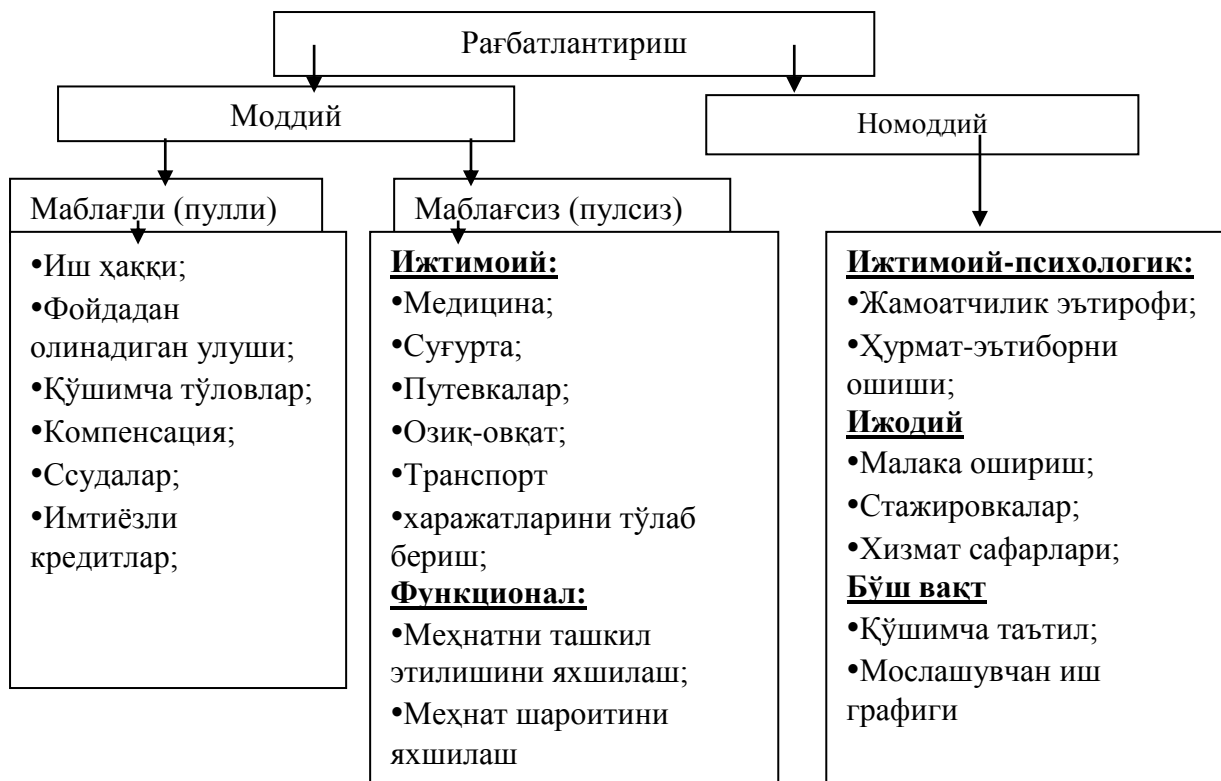 Рағбатлантириш
Моддий
Номоддий
Маблағли (пулли)
•Иш ҳаққи;
•Фойдадан
олинадиган улуши;
•Қўшимча тўловлар;
•Компенсация;
•Ссудалар;
•Имтиёзли
кредитлар;
Маблағсиз (пулсиз)
Ижтимоий:
•Медицина;
•Суғурта;
•Путевкалар;
•Озиқ-овқат;
•Транспорт
•харажатларини тўлаб
бериш;
Функционал:
•Меҳнатни ташкил
этилишини яхшилаш;
•Меҳнат шароитини
яхшилаш
Ижтимоий-психологик:
•Жамоатчилик эътирофи;
•Ҳурмат-эътиборни
ошиши;
Ижодий
•Малака ошириш;
•Стажировкалар;
•Хизмат сафарлари;
Бўш вақт
•Қўшимча таътил;
•Мослашувчан иш
графиги